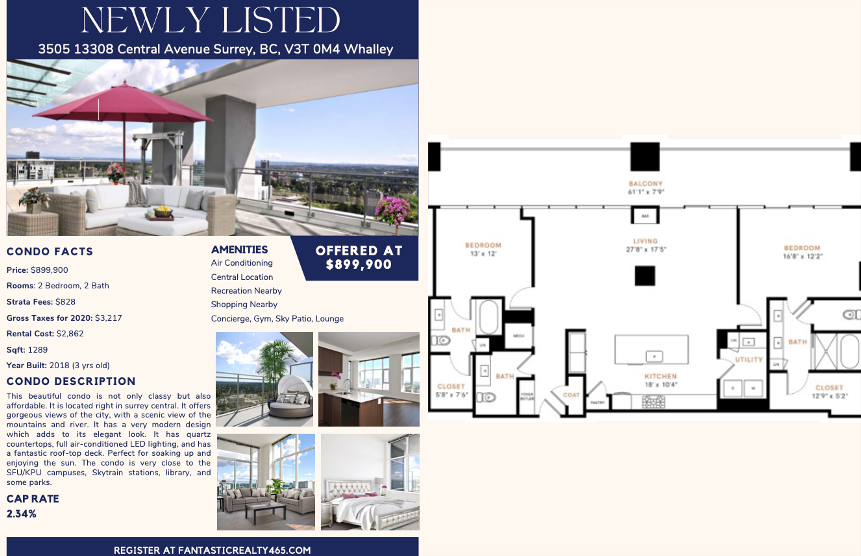 NEWLY LISTED
3505 13308 Central Avenue Surrey, BC, V3T 0M4 Whalley
CONDO FACTS
Price: $899,900
Rooms: 2 Bedroom, 2 Bath
Strata Fees: $828
Gross Taxes for 2020: $3,217
Rental Cost: $2,862
Sqft: 1289
Year Built: 2018 (3 yrs old)
CONDO DESCRIPTION
This beautiful condo is not only classy but also
affordable. It is located right in surrey central. It offers
gorgeous views of the city, with a scenic view of the
mountains and river. It has a very modern design
which adds to its elegant look. It has quartz
countertops, full air-conditioned LED lighting, and has
a fantastic roof-top deck. Perfect for soaking up and
enjoying the sun. The condo is very close to the
SFU/KPU campuses, Skytrain stations, library, and
some parks.
CAP RATE
2.34%
AMENITIES
Air Conditioning
Central Location
Recreation Nearby
Shopping Nearby
Concierge, Gym, Sky Patio, Lounge
OFFERED AT
$899,900
REGISTER AT FANTASTICREALTY465.COM
BALCONY
61'1" x 7'9"
BAR
BEDROOM
13' x 12'
LIVING
27'8" x 17'5"
BEDROOM
16'8" x 12'2"
BATH
LIN
MECH
BATH
CLOSET
5'8" x 7'6"
COAT
PANTRY
KITCHEN
18' x 10'4"
UTILITY
BATH
CLOSET
12'9" x 5'2"